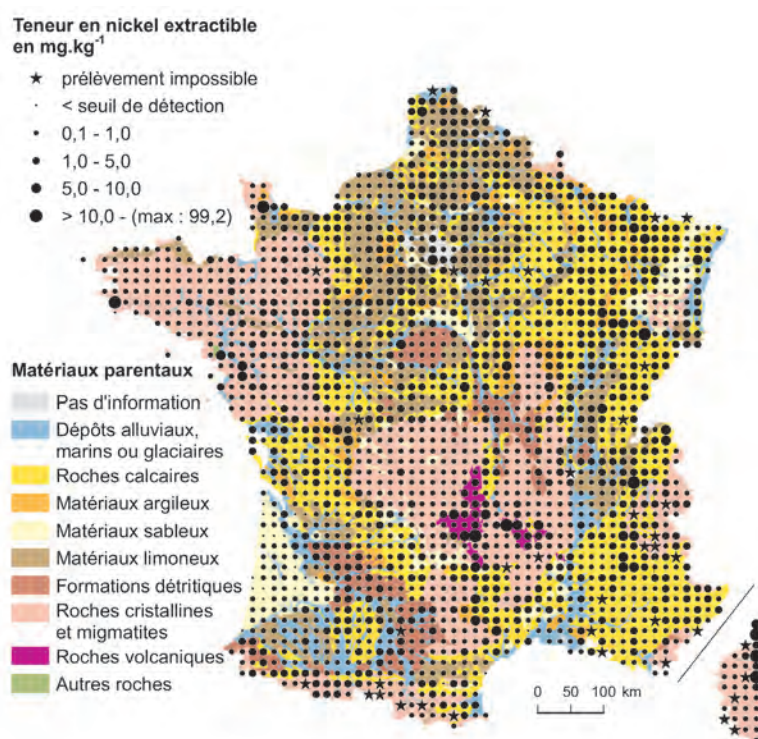 Teneur en nickel extractible
en mg.kg⁻¹
prélèvement impossible
< seuil de détection
0,1 - 1,0
1,0 - 5,0
5,0 - 10,0
> 10,0 - (max : 99,2)
Matériaux parentaux
Pas d'information
Dépôts alluviaux,
marins ou glaciaires
Roches calcaires
Matériaux argileux
Matériaux sableux
Matériaux limoneux
Formations détritiques
Roches cristallines
et migmatites
Roches volcaniques
Autres roches
0 50 100 km